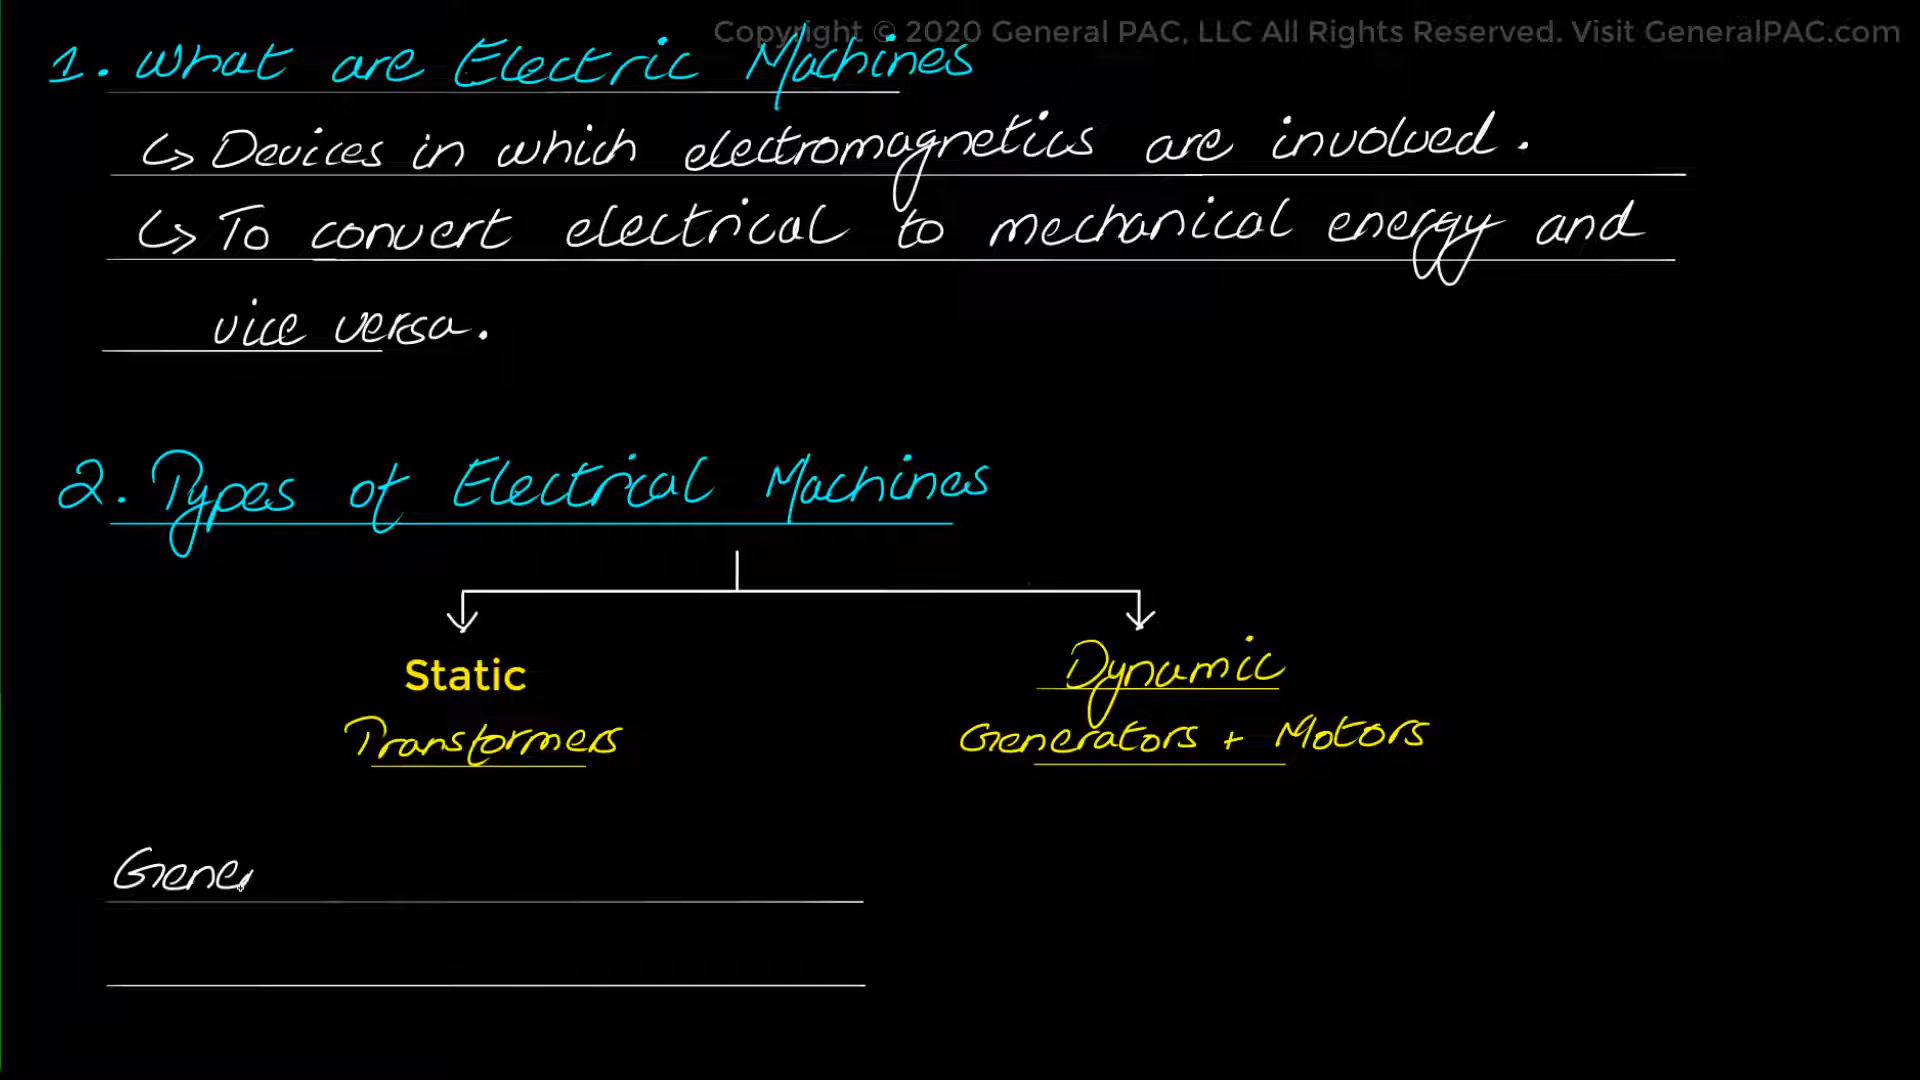 Copyright © 2020 General PAC, LLC All Rights Reserved. Visit GeneralPAC.com
1. What are Electric Machines
↳ Devices in which electromagnetics are involved.
↳ To convert electrical to mechanical energy and
vice versa.
2. Types of Electrical Machines
Static Dynamic
Transformers Generators + Motors
Gener